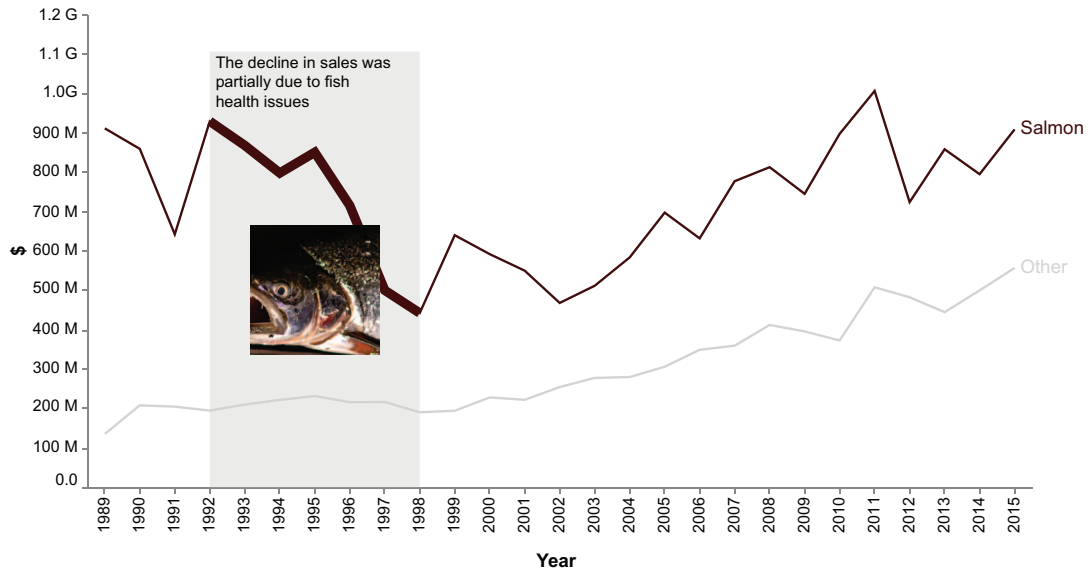 1.2 G
1.1 G
1.0G
900 M
800 M
700 M
600 M
500 M
400 M
300 M
200 M
100 M
0.0
$
The decline in sales was
partially due to fish
health issues
Salmon
Other
1989
1990
1991
1992
1993
1994
1995
1996
1997
1998
1999
2000
2001
2002
2003
2004
2005
2006
2007
2008
2009
2010
2011
2012
2013
2014
2015
Year